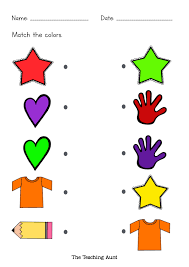 Name: Date:
Match the colors.
The Teaching Aunt